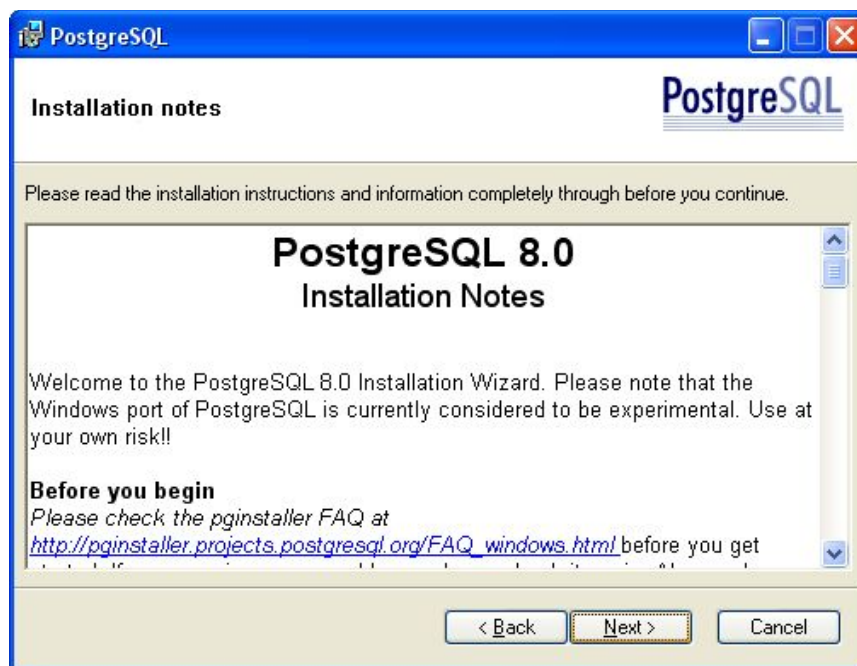 PostgreSQL
Installation notes
PostgreSQL
Please read the installation instructions and information completely through before you continue.
PostgreSQL 8.0
Installation Notes
Welcome to the PostgreSQL 8.0 Installation Wizard. Please note that the
Windows port of PostgreSQL is currently considered to be experimental. Use at
your own risk!!
Before you begin
Please check the pginstaller FAQ at
http://pginstaller.projects.postgresql.org/FAQ_windows.html before you get
< Back
Next >
Cancel